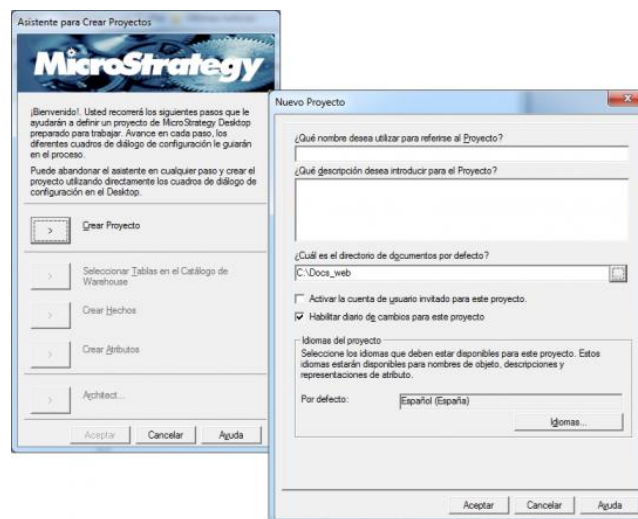 Asistente para Crear Proyectos
MicroStrategy
¡Bienvenido!. Usted recorrerá los siguientes pasos que le
ayudarán a definir un proyecto de MicroStrategy Desktop
preparado para trabajar. Avance en cada paso, los
diferentes cuadros de diálogo de configuración le guiarán
en el proceso.
Puede abandonar el asistente en cualquier paso y crear el
proyecto utilizando directamente los cuadros de diálogo de
configuración en el Desktop.
> Crear Proyecto
> Seleccionar Tablas en el Catálogo de
Warehouse
> Crear Hechos
> Crear Atributos
> Architect...
Aceptar Cancelar Ayuda
Nuevo Proyecto
¿Qué nombre desea utilizar para referirse al Proyecto?
¿Qué descripción desea introducir para el Proyecto?
¿Cuál es el directorio de documentos por defecto?
C:\Docs_web
...
Activar la cuenta de usuario invitado para este proyecto.
Habilitar diario de cambios para este proyecto
Idiomas del proyecto
Seleccione los idiomas que deben estar disponibles para este proyecto. Estos
idiomas estarán disponibles para nombres de objeto, descripciones y
representaciones de atributo.
Por defecto: Español (España)
Idiomas...
Aceptar Cancelar Ayuda